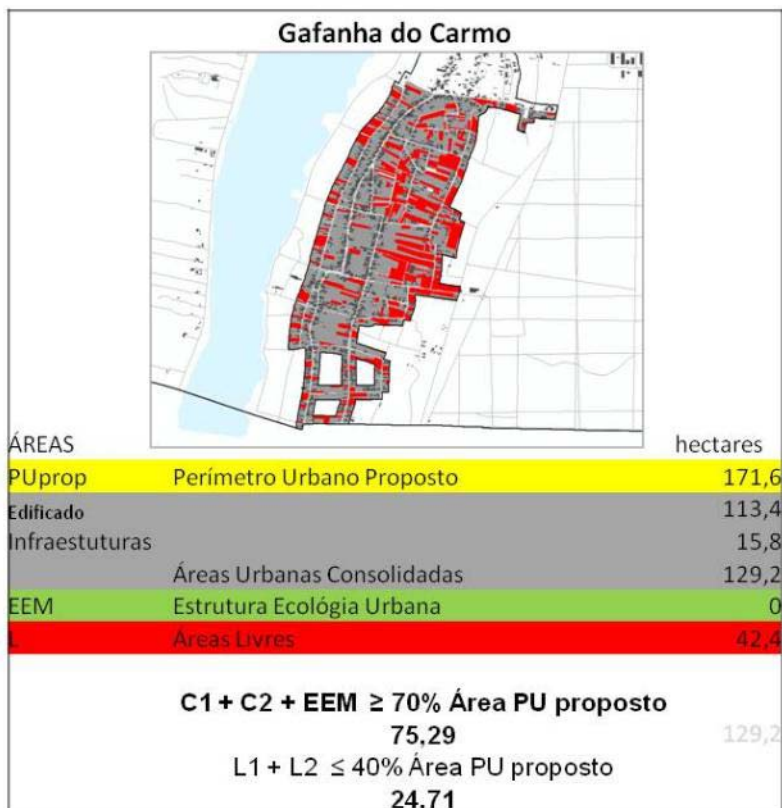 Gafanha do Carmo
ÁREAS hectares
PUprop Perímetro Urbano Proposto 171,6
Edificado 113,4
Infraestuturas 15,8
Áreas Urbanas Consolidadas 129,2
EEM Estrutura Ecológia Urbana 0
L Áreas Livres 42,4
C1 + C2 + EEM ≥ 70% Área PU proposto
75,29 129,2
L1 + L2 ≤ 40% Área PU proposto
24,71